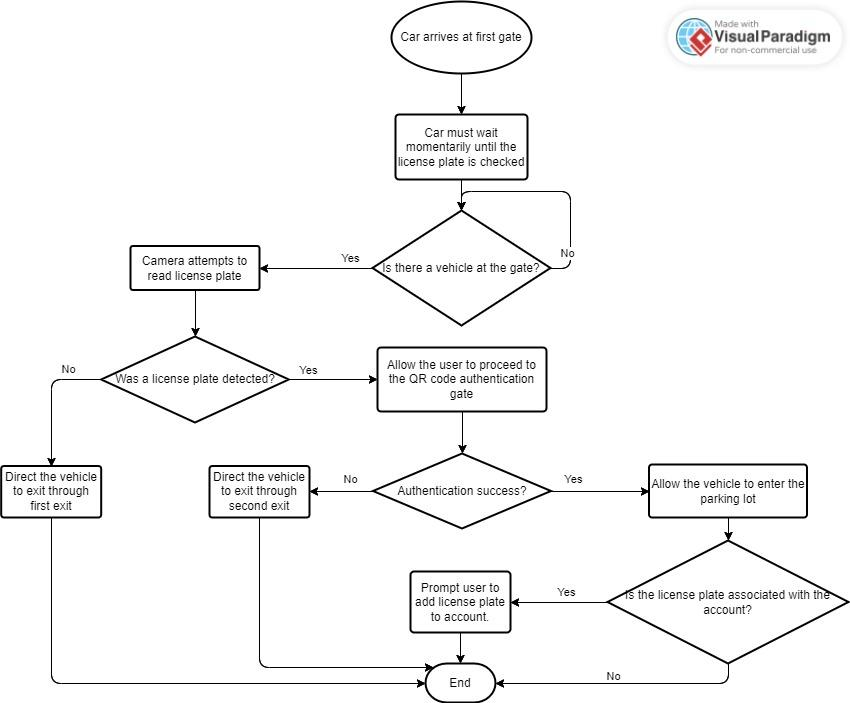 Car arrives at first gate
Made with
Visual Paradigm
For non-commercial use
Car must wait
momentarily until the
license plate is checked
Is there a vehicle at the gate?
No
Yes
Camera attempts to
read license plate
Was a license plate detected?
No
Yes
Allow the user to proceed to
the QR code authentication
gate
Authentication success?
No
Yes
Direct the vehicle
to exit through
first exit
Direct the vehicle
to exit through
second exit
Allow the vehicle to enter the
parking lot
Is the license plate associated with the
account?
Yes
Prompt user to
add license plate
to account.
No
End